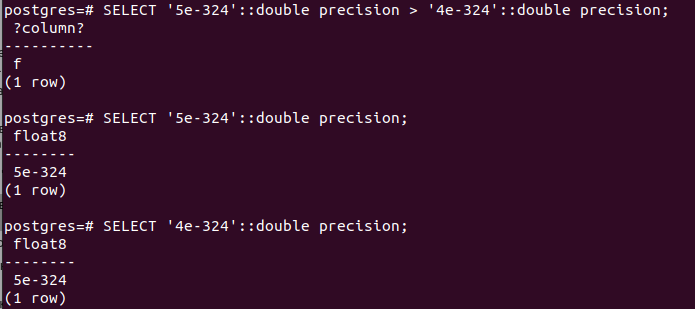 postgres=# SELECT '5e-324'::double precision > '4e-324'::double precision;
?column?
----------
f
(1 row)
postgres=# SELECT '5e-324'::double precision;
float8
--------
5e-324
(1 row)
postgres=# SELECT '4e-324'::double precision;
float8
--------
5e-324
(1 row)